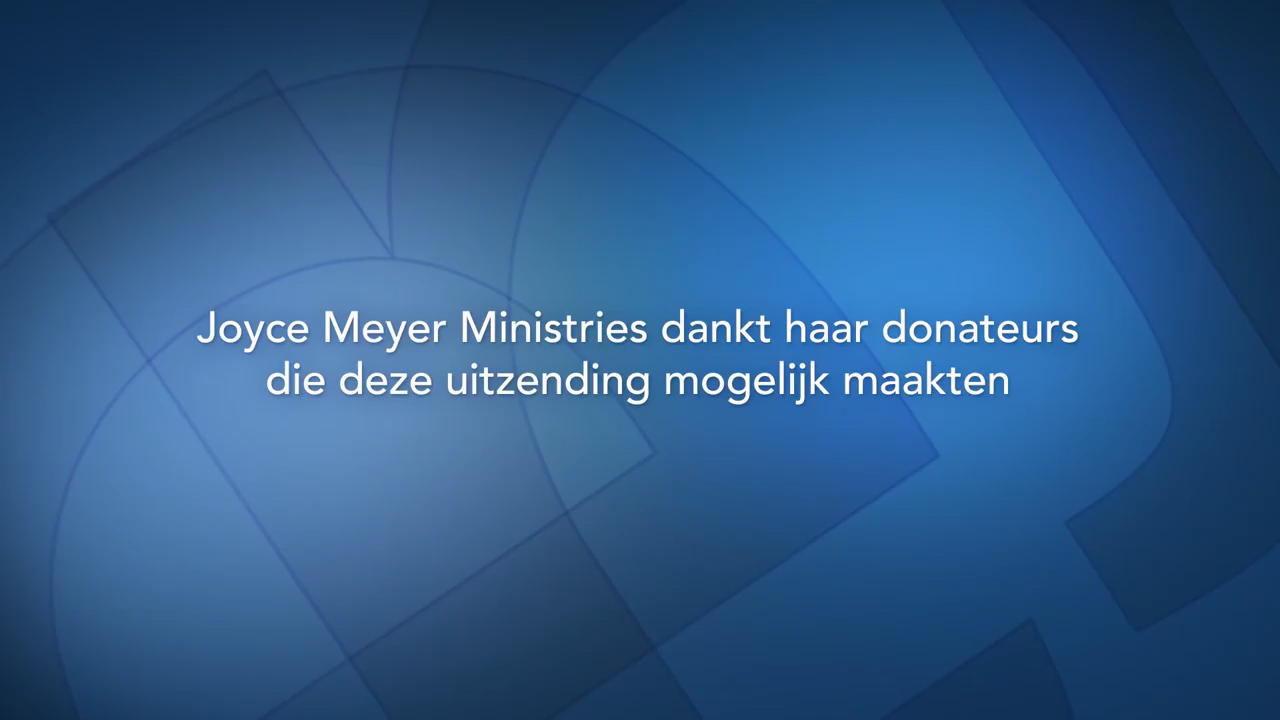 Joyce Meyer Ministries dankt haar donateurs
die deze uitzending mogelijk maakten